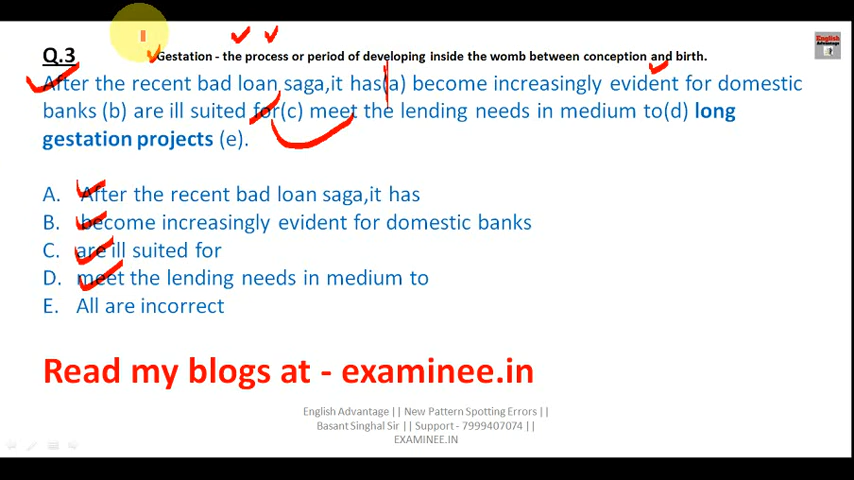 Q.3
Gestation - the process or period of developing inside the womb between conception and birth.
English
Advantage
After the recent bad loan saga,it has(a) become increasingly evident for domestic
banks (b) are ill suited for(c) meet the lending needs in medium to(d) long
gestation projects (e).
A. After the recent bad loan saga,it has
B. become increasingly evident for domestic banks
C. are ill suited for
D. meet the lending needs in medium to
E. All are incorrect
Read my blogs at - examinee.in
English Advantage || New Pattern Spotting Errors ||
Basant Singhal Sir || Support - 7999407074 ||
EXAMINEE.IN